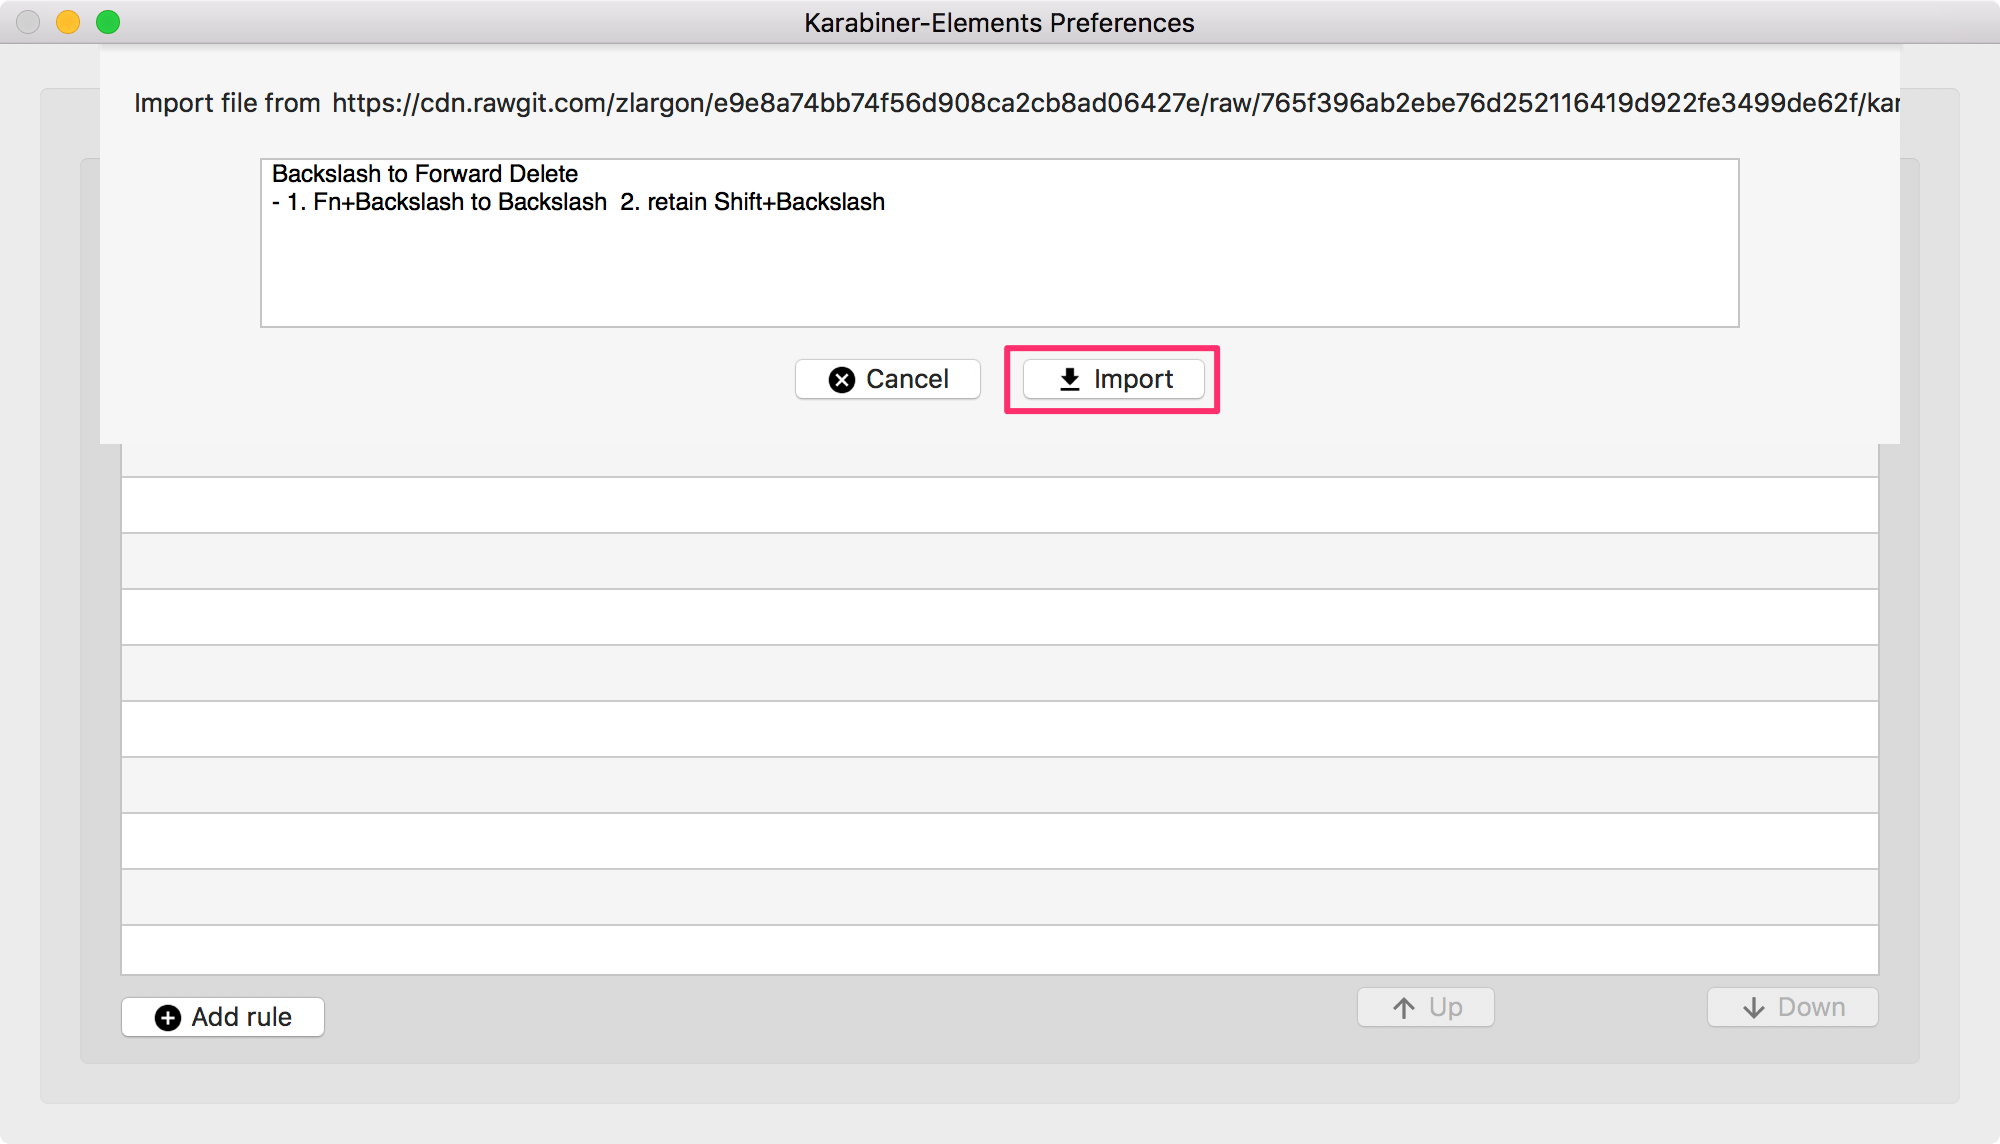 Karabiner-Elements Preferences
Import file from https://cdn.rawgit.com/zlargon/e9e8a74bb74f56d908ca2cb8ad06427e/raw/765f396ab2ebe76d252116419d922fe3499de62f/kar
Backslash to Forward Delete
- 1. Fn+Backslash to Backslash  2. retain Shift+Backslash
Cancel
Import
Add rule
Up
Down